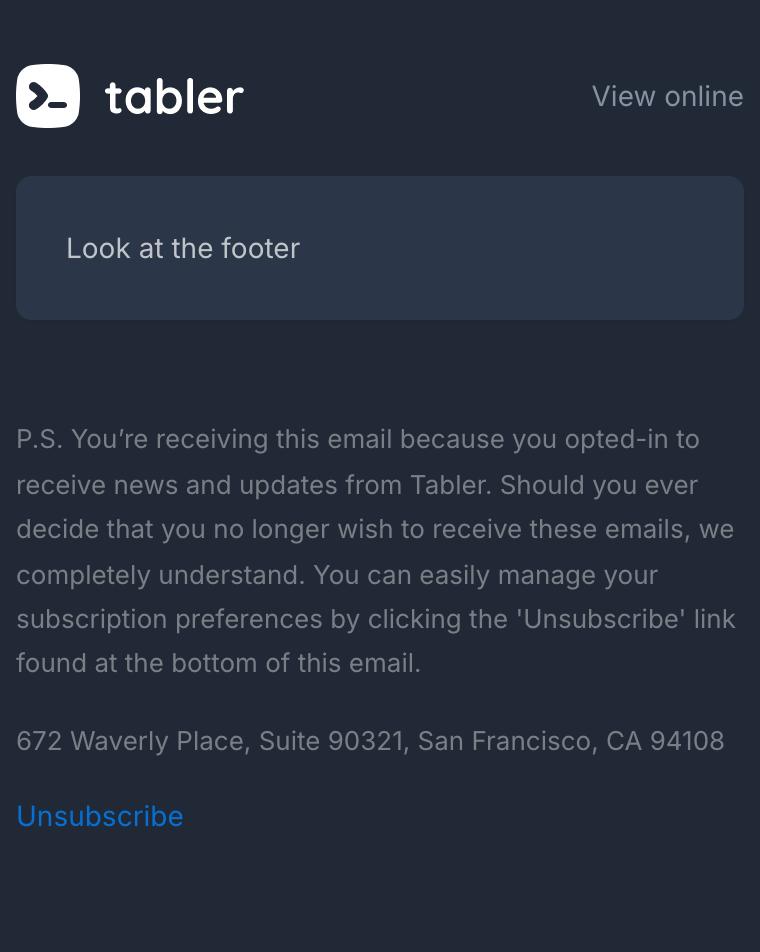 tabler
View online
Look at the footer
P.S. You’re receiving this email because you opted-in to
receive news and updates from Tabler. Should you ever
decide that you no longer wish to receive these emails, we
completely understand. You can easily manage your
subscription preferences by clicking the 'Unsubscribe' link
found at the bottom of this email.
672 Waverly Place, Suite 90321, San Francisco, CA 94108
Unsubscribe